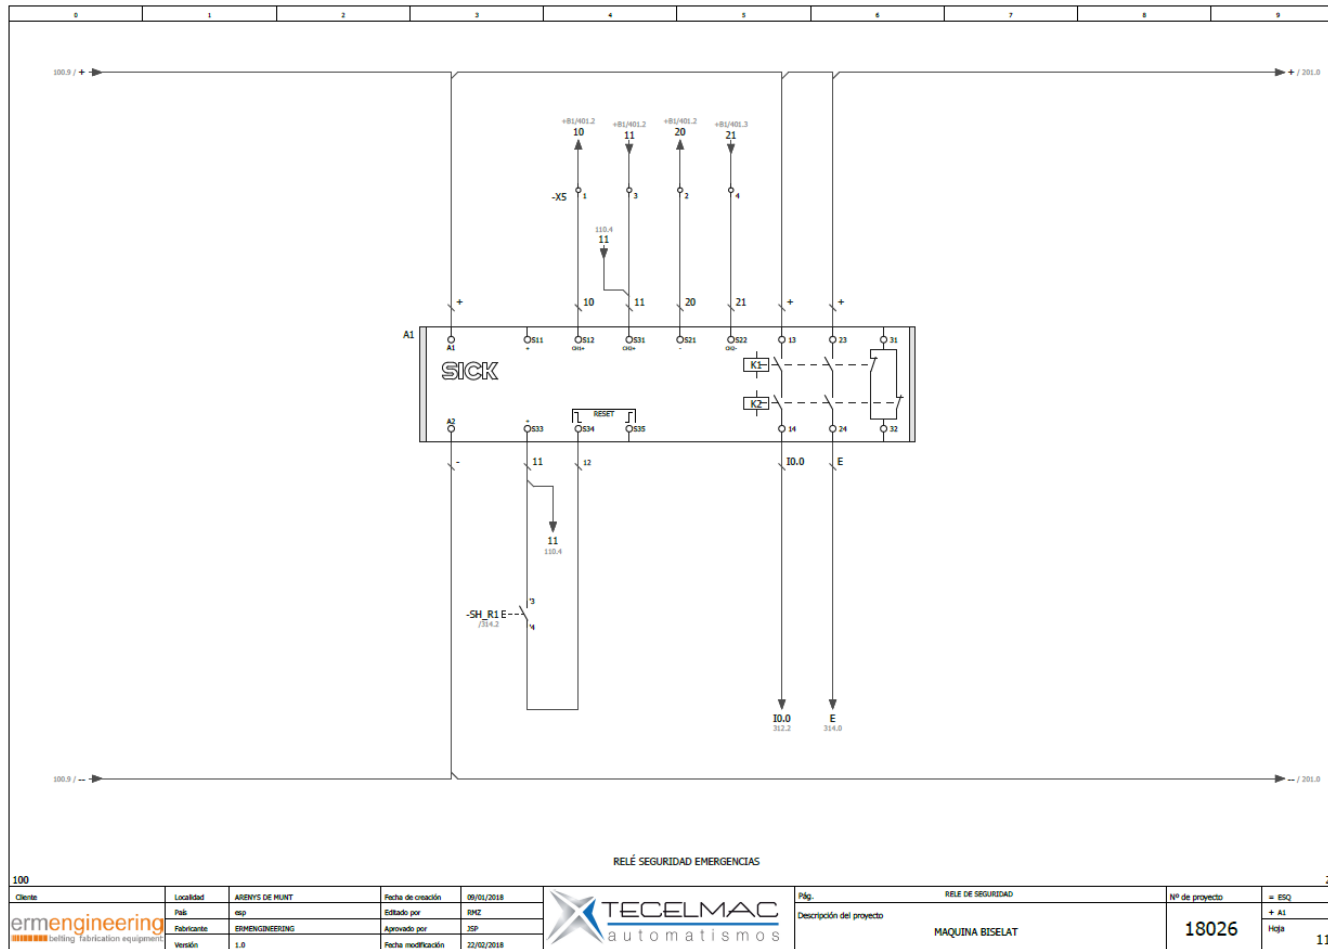 0 1 2 3 4 5 6 7 8 9
100.9 / + + / 201.0
+B1/401.2 +B1/401.2 +B1/401.2 +B1/401.3
10 11 20 21
-X5 1 3 2 4
110.4
11
+ 10 11 20 21 + +
A1
A1 S11 S12 S31 S21 S22 13 23 31
+ CH1+ CH2+ - CH2-
SICK
K1
K2
RESET
A2 + S33 S34 S35 14 24 32
- 11 12 I0.0 E
11
110.4
-SH_R1 E
/314.2
'3
'4
I0.0 E
312.2 314.0
100.9 / -- -- / 201.0
RELÉ SEGURIDAD EMERGENCIAS
100
Cliente
ermengineering
belting fabrication equipment
Localidad ARENYS DE MUNT
País esp
Fabricante ERMENGINEERING
Versión 1.0
Fecha de creación 09/01/2018
Editado por RMZ
Aprovado por JSP
Fecha modificación 22/02/2018
TECELMAC
automatismos
Pág. RELE DE SEGURIDAD
Descripción del proyecto
MAQUINA BISELAT
Nº de proyecto
18026
= ESQ
+ A1
Hoja